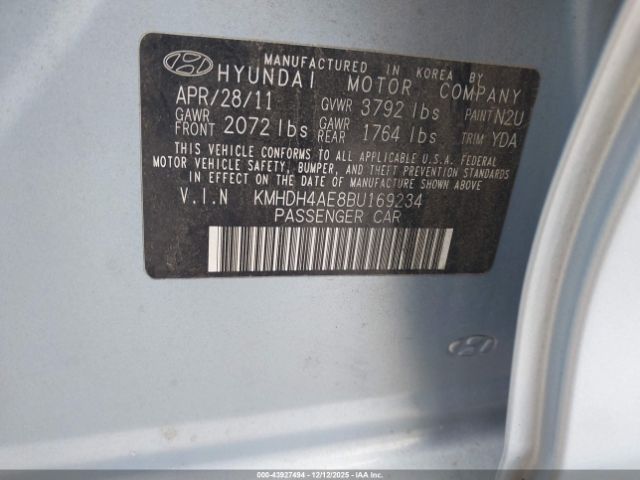 MANUFACTURED IN KOREA BY
HYUNDAI MOTOR COMPANY
APR/28/11 GVWR 3792 lbs PAINT N2U
GAWR FRONT 2072 lbs GAWR REAR 1764 lbs TRIM YDA
THIS VEHICLE CONFORMS TO ALL APPLICABLE U.S.A. FEDERAL
MOTOR VEHICLE SAFETY, BUMPER, AND THEFT PREVENTION STANDARDS
IN EFFECT ON THE DATE OF MANUFACTURE SHOWN ABOVE.
V.I.N KMHDH4AE8BU169234
PASSENGER CAR
000-43927494 - 12/12/2025 - IAAI.COM